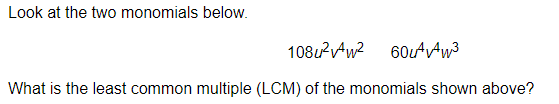 Look at the two monomials below.
108u²v⁴w² 60u⁴v⁴w³
What is the least common multiple (LCM) of the monomials shown above?